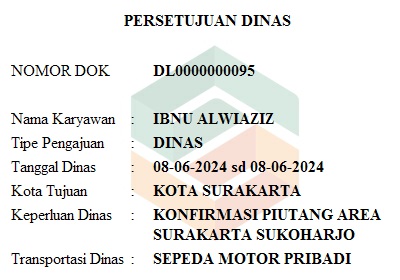 PERSETUJUAN DINAS
NOMOR DOK DL0000000095
Nama Karyawan : IBNU ALWIAZIZ
Tipe Pengajuan : DINAS
Tanggal Dinas : 08-06-2024 sd 08-06-2024
Kota Tujuan : KOTA SURAKARTA
Keperluan Dinas : KONFIRMASI PIUTANG AREA
SURAKARTA SUKOHARJO
Transportasi Dinas : SEPEDA MOTOR PRIBADI